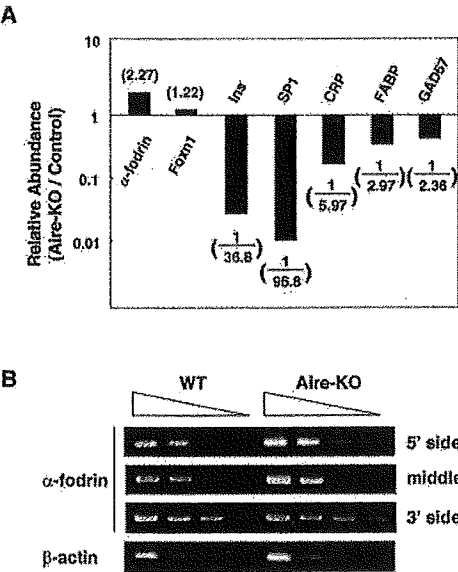 A
10
1
0.1
0.01
Relative Abundance
(Aire-KO / Control)
(2.27)
(1.22)
α-fodrin
Foxn1
Ins
SP1
CRP
FABP
GAD67
(1/36.8)
(1/96.8)
(1/5.97)
(1/2.97)
(1/2.36)
B
WT
Aire-KO
α-fodrin
5' side
middle
3' side
β-actin